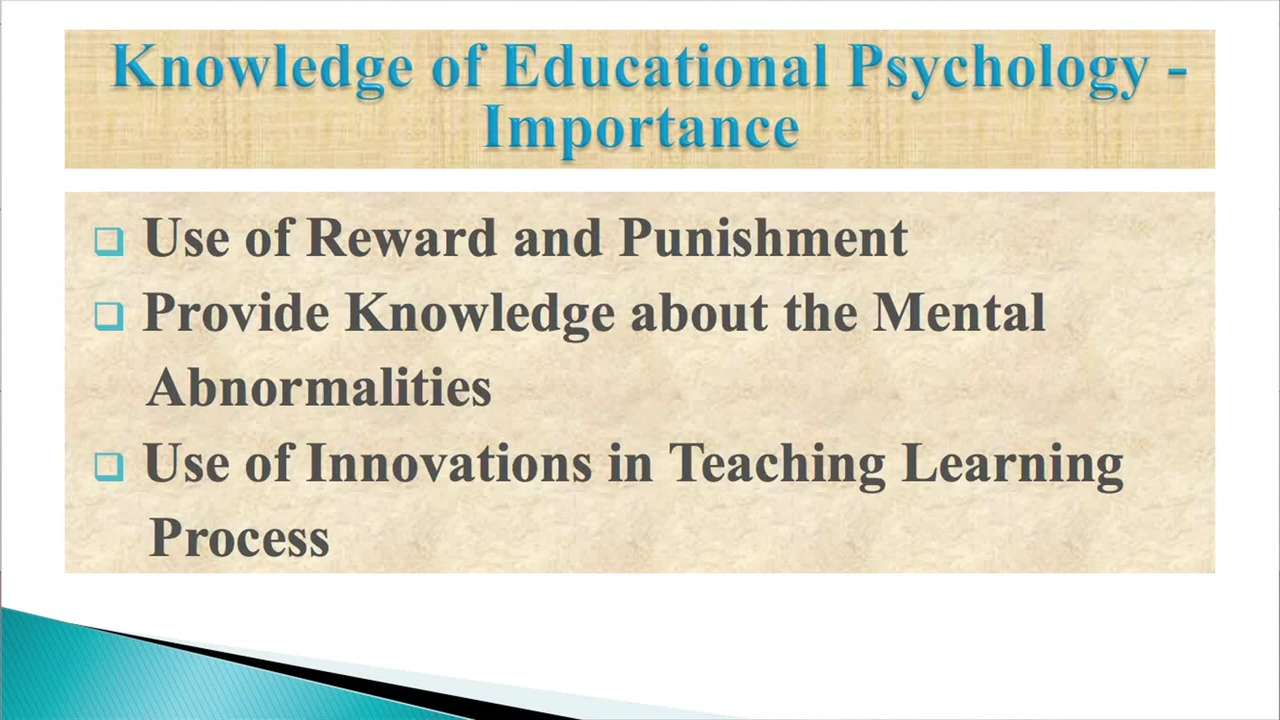 Knowledge of Educational Psychology -
Importance
Use of Reward and Punishment
Provide Knowledge about the Mental
Abnormalities
Use of Innovations in Teaching Learning
Process